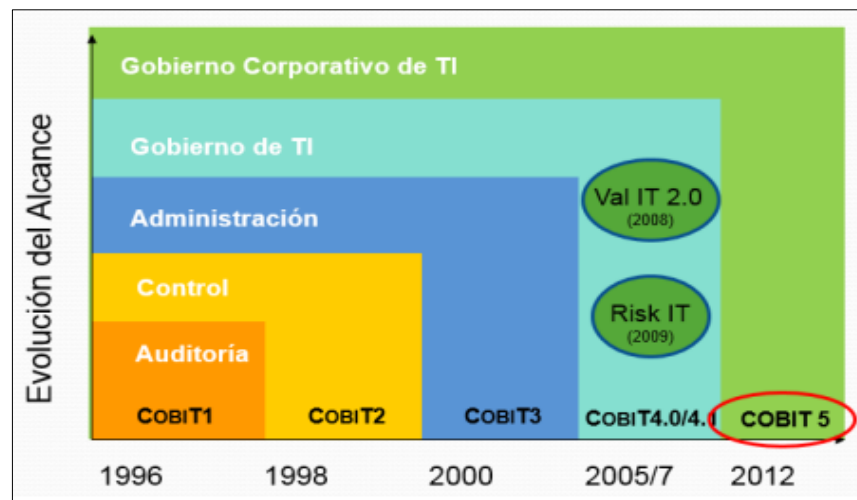 Evolución del Alcance
Gobierno Corporativo de TI
Gobierno de TI
Val IT 2.0
(2008)
Administración
Control
Risk IT
(2009)
Auditoría
COBIT1
COBIT2
COBIT3
COBIT4.0/4.1
COBIT 5
1996
1998
2000
2005/7
2012